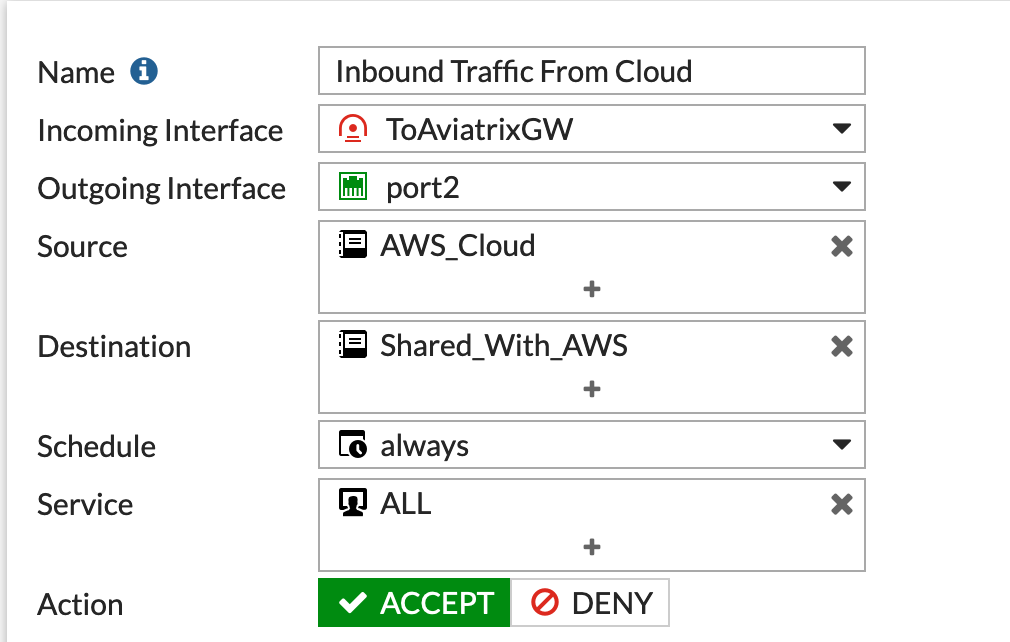 Name Inbound Traffic From Cloud
Incoming Interface ToAviatrixGW
Outgoing Interface port2
Source AWS_Cloud
+
Destination Shared_With_AWS
+
Schedule always
Service ALL
+
Action ACCEPT DENY